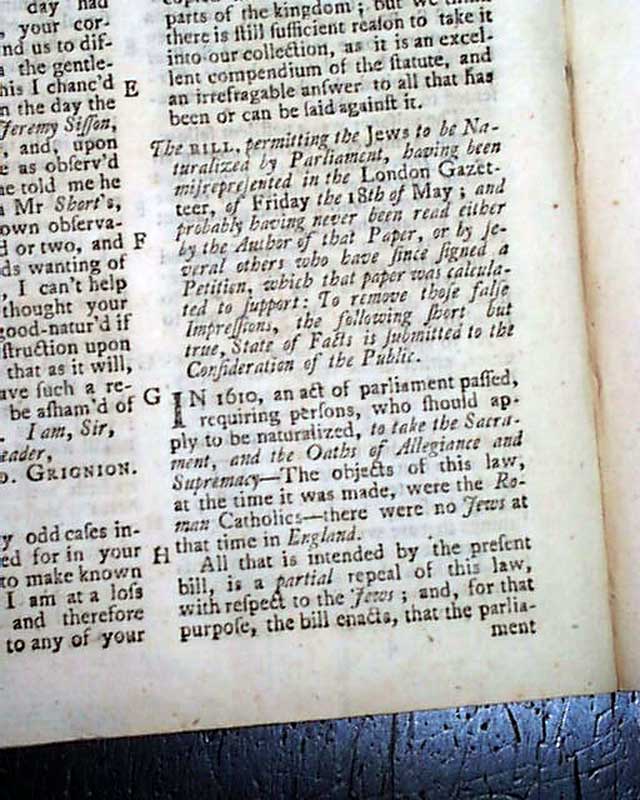 day had
, your cor-
nd us to dif-
the gentle-
his I chanc'd
n the day the
Jeremy Siſſon,
, and, upon
e as obſerv'd
he told me he
Mr Short's,
own obſerva-
d or two, and
ds wanting of
, I can't help
thought your
good-natur'd if
ſtruction upon
that as it will,
ave ſuch a re-
be aſham'd of
I am, Sir,
eader,
D. GRIGNION.
y odd caſes in-
ed for in your
to make known
I am at a loſs
and therefore
to any of your
E
F
G
H
parts of the kingdom; but we think
there is ſtill ſufficient reaſon to take it
into our collection, as it is an excel-
lent compendium of the ſtatute, and
an irrefragable anſwer to all that has
been or can be ſaid againſt it.
The BILL, permitting the Jews to be Na-
turalized by Parliament, having been
miſrepreſented in the London Gazet-
teer, of Friday the 18th of May; and
probably having never been read either
by the Author of that Paper, or by ſe-
veral others who have ſince ſigned a
Petition, which that paper was calcula-
ted to ſupport: To remove thoſe falſe
Impreſſions, the following ſhort but
true, State of Facts is ſubmitted to the
Conſideration of the Public.
IN 1610, an act of parliament paſſed,
requiring perſons, who ſhould ap-
ply to be naturalized, to take the Sacra-
ment, and the Oaths of Allegiance and
Supremacy—The objects of this law,
at the time it was made, were the Ro-
man Catholics—there were no Jews at
that time in England.
All that is intended by the preſent
bill, is a partial repeal of this law,
with reſpect to the Jews; and, for that
purpoſe, the bill enacts, that the parlia-
ment